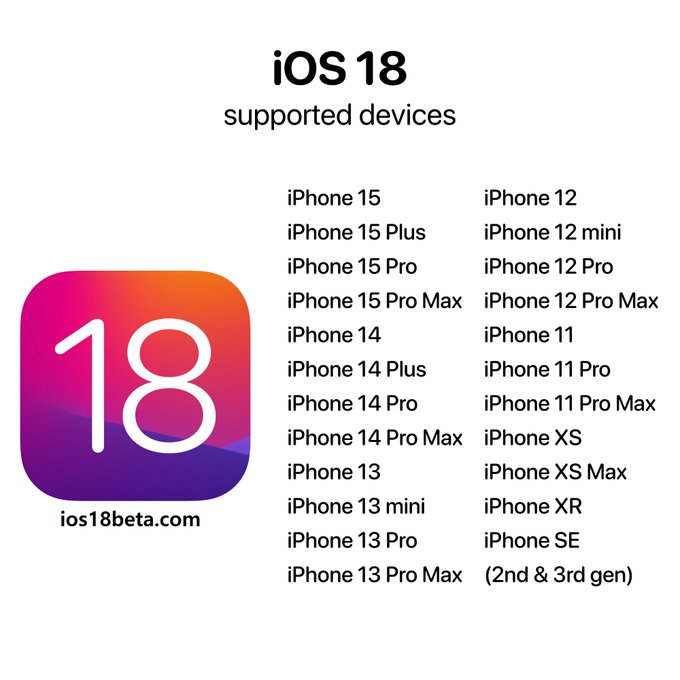 iOS 18
supported devices
18
ios18beta.com
iPhone 15
iPhone 15 Plus
iPhone 15 Pro
iPhone 15 Pro Max
iPhone 14
iPhone 14 Plus
iPhone 14 Pro
iPhone 14 Pro Max
iPhone 13
iPhone 13 mini
iPhone 13 Pro
iPhone 13 Pro Max
iPhone 12
iPhone 12 mini
iPhone 12 Pro
iPhone 12 Pro Max
iPhone 11
iPhone 11 Pro
iPhone 11 Pro Max
iPhone XS
iPhone XS Max
iPhone XR
iPhone SE
(2nd & 3rd gen)